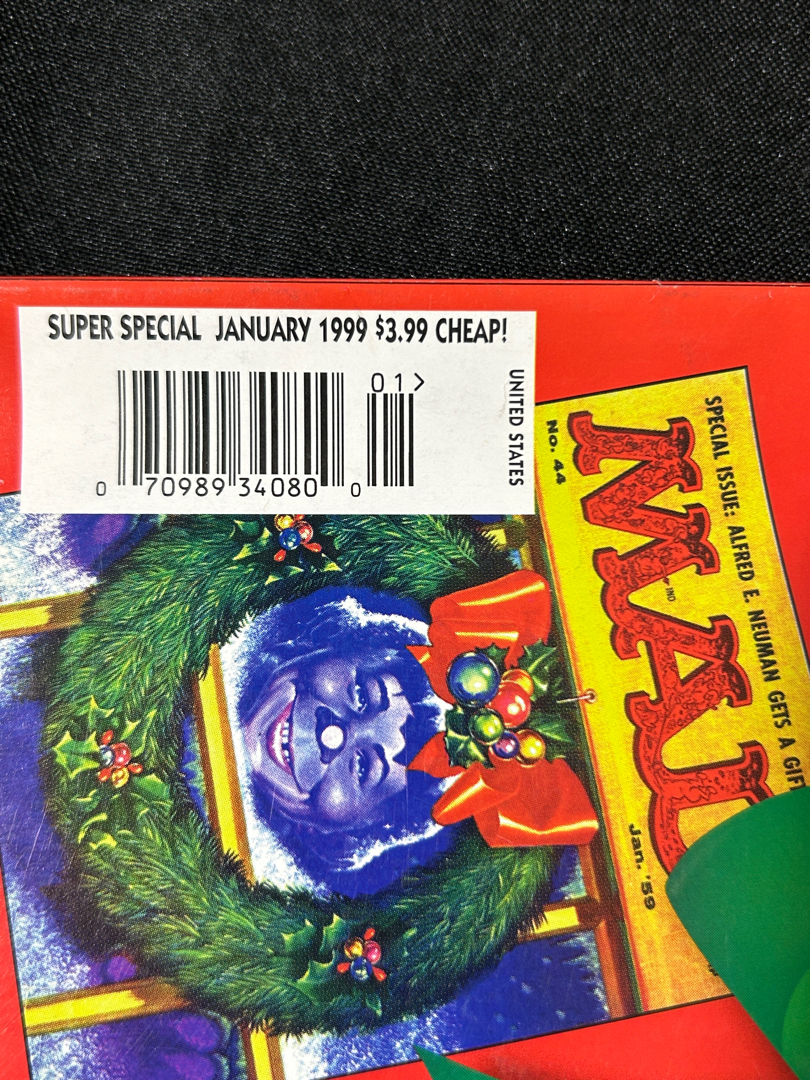 SUPER SPECIAL JANUARY 1999 $3.99 CHEAP!
01>
UNITED STATES
0 70989 34080 0
SPECIAL ISSUE: ALFRED E. NEUMAN GETS A GIF
No. 44
MAD
IND
Jan. '59